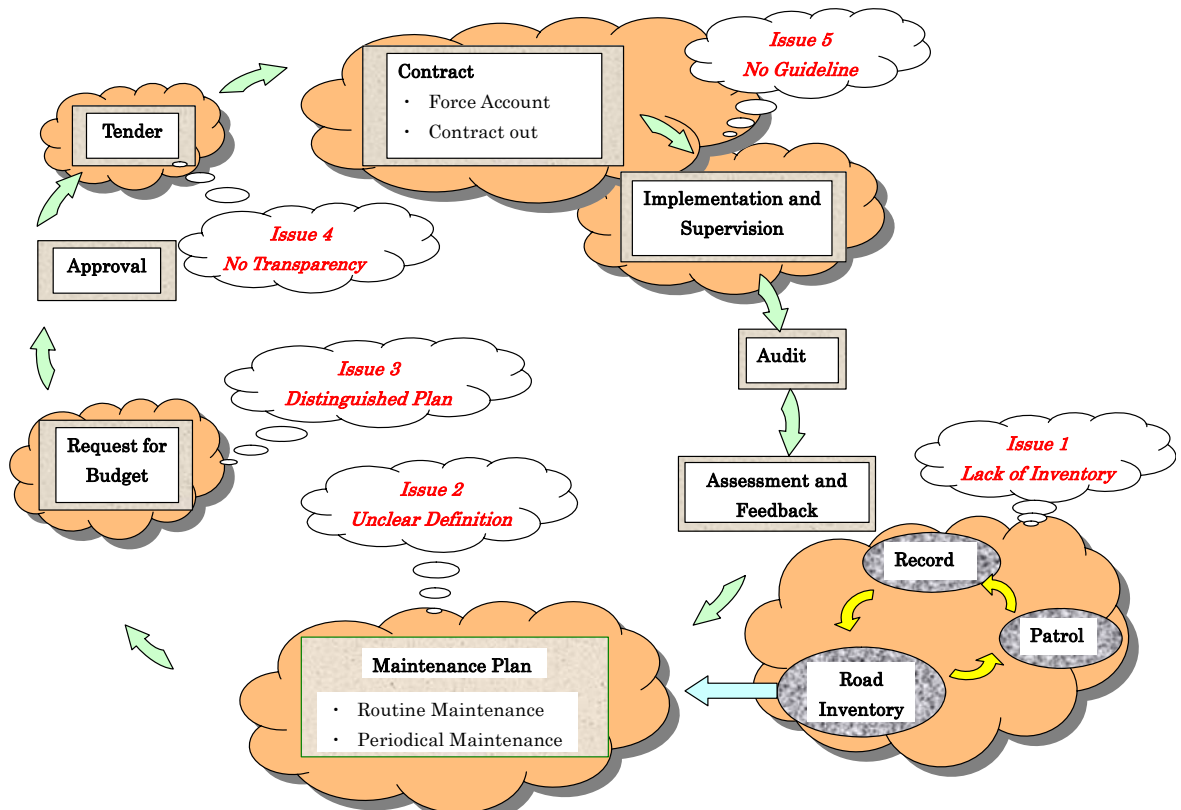 Issue 5
No Guideline
Contract
・ Force Account
・ Contract out
Tender
Implementation and
Supervision
Issue 4
No Transparency
Approval
Audit
Issue 3
Distinguished Plan
Request for
Budget
Issue 1
Lack of Inventory
Issue 2
Unclear Definition
Assessment and
Feedback
Record
Patrol
Maintenance Plan
・ Routine Maintenance
・ Periodical Maintenance
Road
Inventory